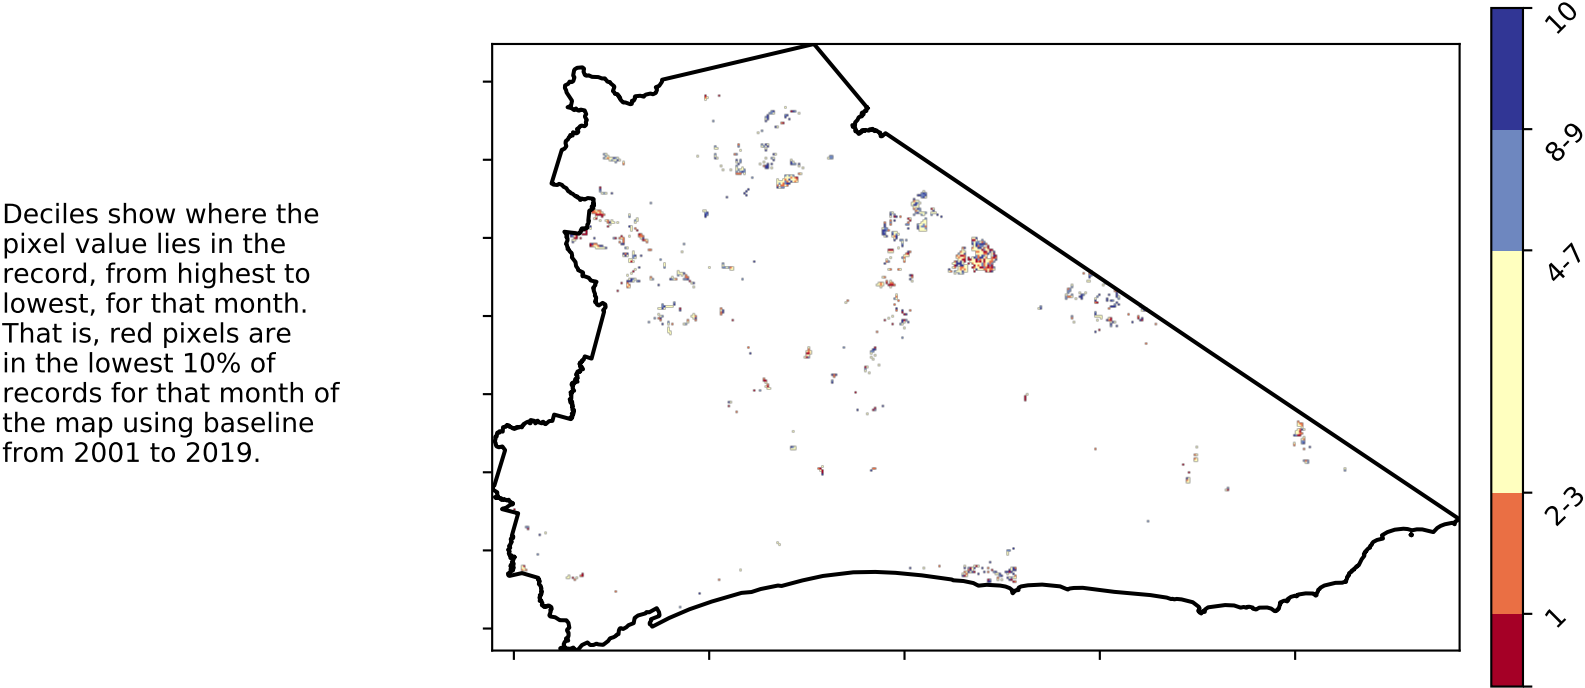 Deciles show where the
pixel value lies in the
record, from highest to
lowest, for that month.
That is, red pixels are
in the lowest 10% of
records for that month of
the map using baseline
from 2001 to 2019.
10
8-9
4-7
2-3
1